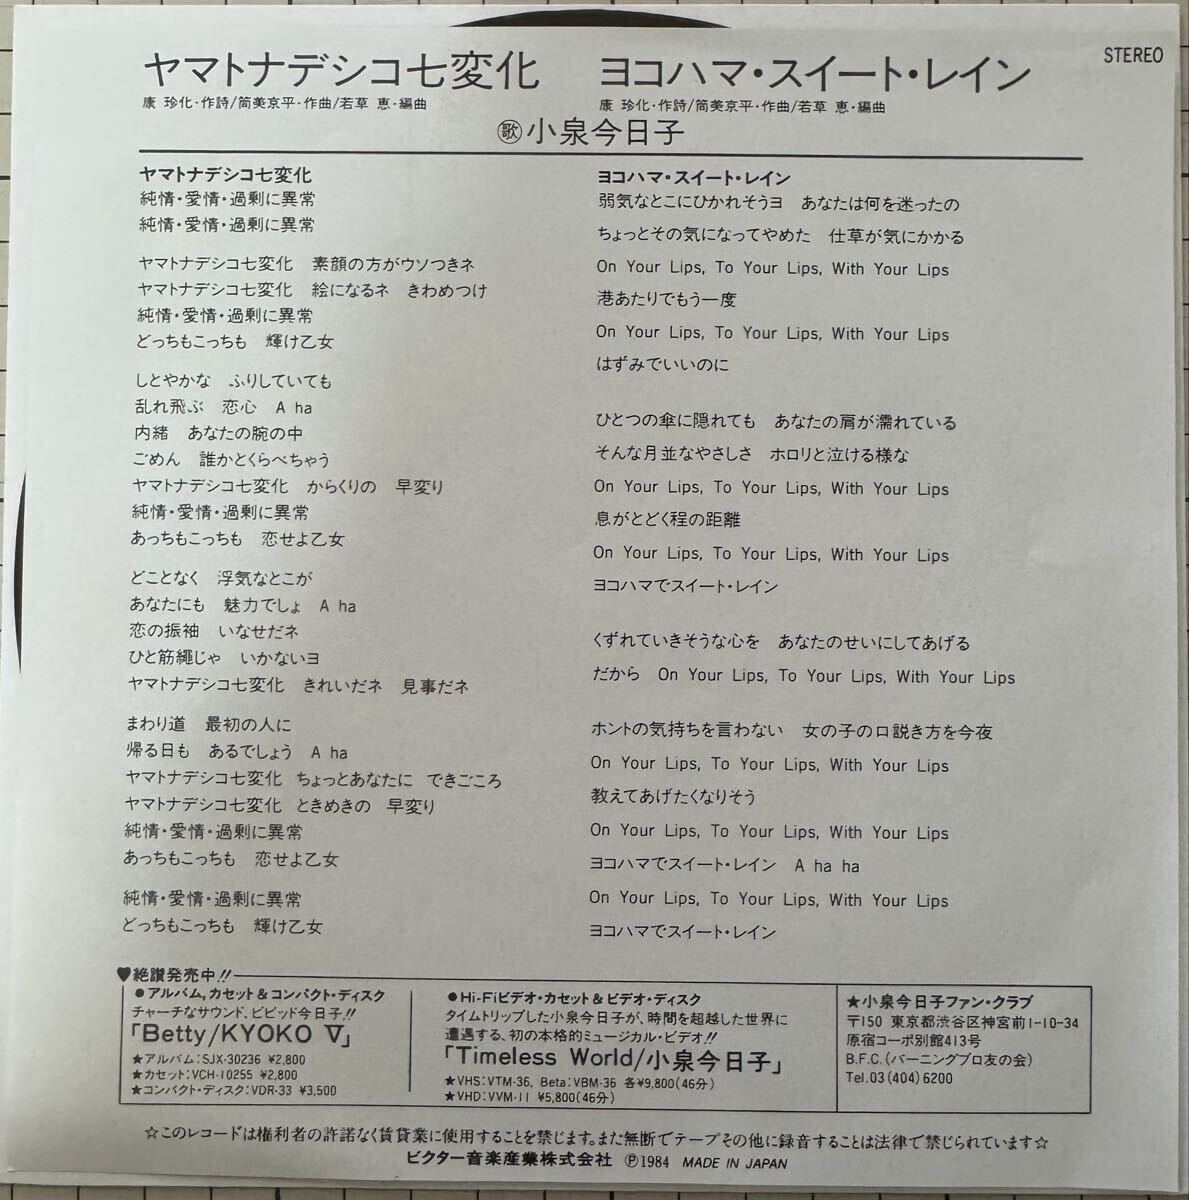 STEREO
ヤマトナデシコ七変化
康 珍化・作詩/筒美京平・作曲/若草 恵・編曲
ヨコハマ・スイート・レイン
康 珍化・作詩/筒美京平・作曲/若草 恵・編曲
㊿歌 小泉今日子
ヤマトナデシコ七変化
純情・愛情・過剰に異常
純情・愛情・過剰に異常
ヤマトナデシコ七変化 素顔の方がウソつきネ
ヤマトナデシコ七変化 絵になるネ きわめつけ
純情・愛情・過剰に異常
どっちもこっちも 輝け乙女
しとやかな ふりしていても
乱れ飛ぶ 恋心 A ha
内緒 あなたの腕の中
ごめん 誰かとくらべちゃう
ヤマトナデシコ七変化 からくりの 早変り
純情・愛情・過剰に異常
あっちもこっちも 恋せよ乙女
どことなく 浮気なとこが
あなたにも 魅力でしょ A ha
恋の振袖 いなせだネ
ひと筋縄じゃ いかないヨ
ヤマトナデシコ七変化 きれいだネ 見事だネ
まわり道 最初の人に
帰る日も あるでしょう A ha
ヤマトナデシコ七変化 ちょっとあなたに できごころ
ヤマトナデシコ七変化 ときめきの 早変り
純情・愛情・過剰に異常
あっちもこっちも 恋せよ乙女
純情・愛情・過剰に異常
どっちもこっちも 輝け乙女
ヨコハマ・スイート・レイン
弱気なとこにひかれそうヨ あなたは何を迷ったの
ちょっとその気になってやめた 仕草が気にかかる
On Your Lips, To Your Lips, With Your Lips
港あたりでもう一度
On Your Lips, To Your Lips, With Your Lips
はずみでいいのに
ひとつの傘に隠れても あなたの肩が濡れている
そんな月並なやさしさ ホロリと泣ける様な
On Your Lips, To Your Lips, With Your Lips
息がとどく程の距離
On Your Lips, To Your Lips, With Your Lips
ヨコハマでスイート・レイン
くずれていきそうな心を あなたのせいにしてあげる
だから On Your Lips, To Your Lips, With Your Lips
ホントの気持ちを言わない 女の子の口説き方を今夜
On Your Lips, To Your Lips, With Your Lips
教えてあげたくなりそう
On Your Lips, To Your Lips, With Your Lips
ヨコハマでスイート・レイン A ha ha
On Your Lips, To Your Lips, With Your Lips
ヨコハマでスイート・レイン
♥絶讃発売中!!
●アルバム,カセット&コンパクト・ディスク
チャーチなサウンド、ビビッド今日子!!
「Betty/KYOKO V」
★アルバム:SJX-30236 ¥2,800
★カセット:VCH-10255 ¥2,800
★コンパクト・ディスク:VDR-33 ¥3,500
●Hi-Fiビデオ・カセット&ビデオ・ディスク
タイムトリップした小泉今日子が、時間を超越した世界に
遭遇する、初の本格的ミュージカル・ビデオ!!
「Timeless World/小泉今日子」
★VHS:VTM-36, Beta:VBM-36 各¥9,800(46分)
★VHD:VVM-11 ¥5,800(46分)
★小泉今日子ファン・クラブ
〒150 東京都渋谷区神宮前1-10-34
原宿コーポ別館413号
B.F.C.(バーニングプロ友の会)
Tel.03(404)6200
☆このレコードは権利者の許諾なく賃貸業に使用することを禁じます。また無断でテープその他に録音することは法律で禁じられています☆
ビクター音楽産業株式会社 ℗1984 MADE IN JAPAN